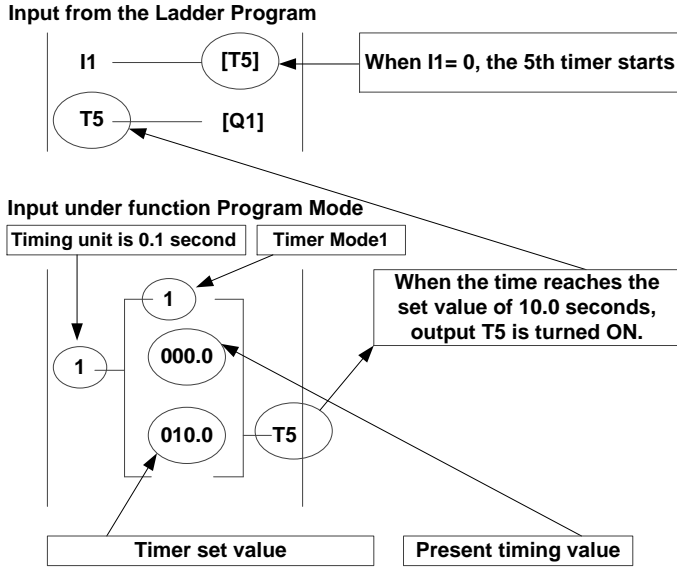 Input from the Ladder Program
I1 [T5]
When I1= 0, the 5th timer starts
T5 [Q1]
Input under function Program Mode
Timing unit is 0.1 second
Timer Mode1
When the time reaches the
set value of 10.0 seconds,
output T5 is turned ON.
1
000.0
1
010.0
T5
Timer set value
Present timing value